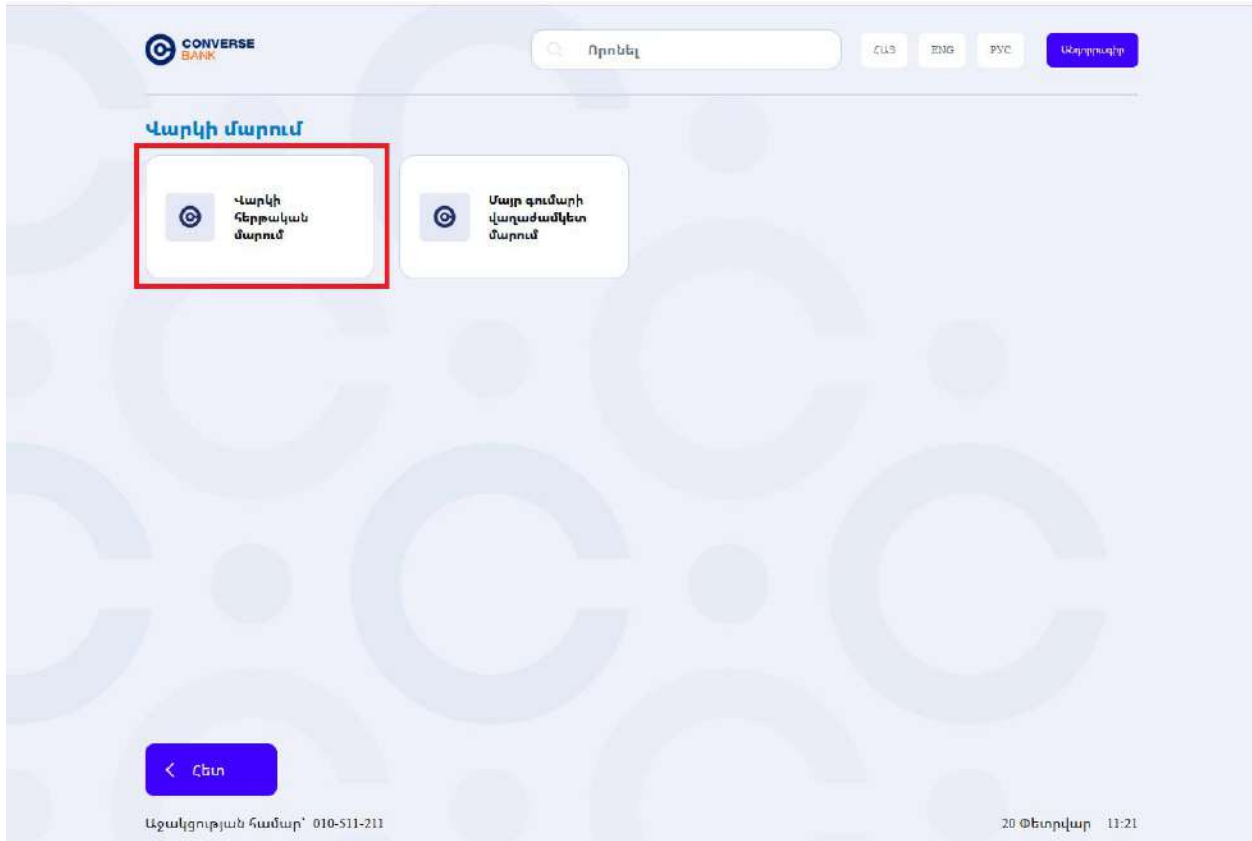 CONVERSE
BANK
Որոնել
ՀԱՅ
ENG
РУС
Անդորրագիր
Վարկի մարում
Վարկի
հերթական
մարում
Մայր գումարի
վաղաժամկետ
մարում
Հետ
Աջակցության համար՝ 010-511-211
20 Փետրվար 11:21